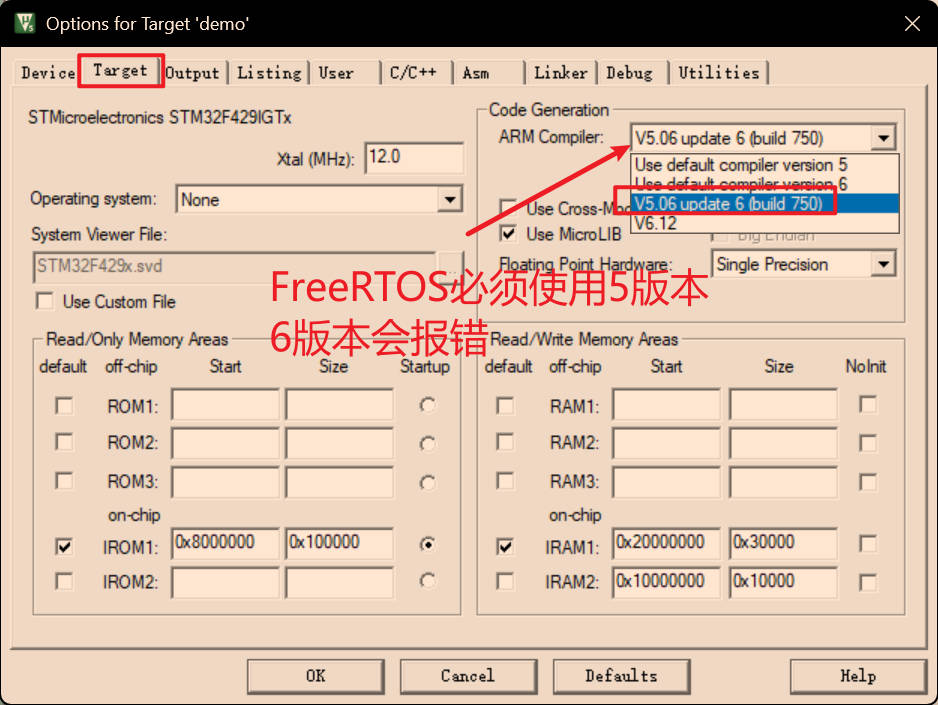 Options for Target 'demo'
Device Target Output Listing User C/C++ Asm Linker Debug Utilities
STMicroelectronics STM32F429IGTx
Xtal (MHz): 12.0
Operating system: None
System Viewer File:
STM32F429x.svd
Use Custom File
Code Generation
ARM Compiler: V5.06 update 6 (build 750)
Use default compiler version 5
Use default compiler version 6
V5.06 update 6 (build 750)
V6.12
Use MicroLIB Big Endian
Floating Point Hardware: Single Precision
FreeRTOS必须使用5版本
6版本会报错
Read/Only Memory Areas
default off-chip Start Size Startup
ROM1:
ROM2:
ROM3:
on-chip
IROM1: 0x8000000 0x100000
IROM2:
Read/Write Memory Areas
default off-chip Start Size NoInit
RAM1:
RAM2:
RAM3:
on-chip
IRAM1: 0x20000000 0x30000
IRAM2: 0x10000000 0x10000
OK Cancel Defaults Help